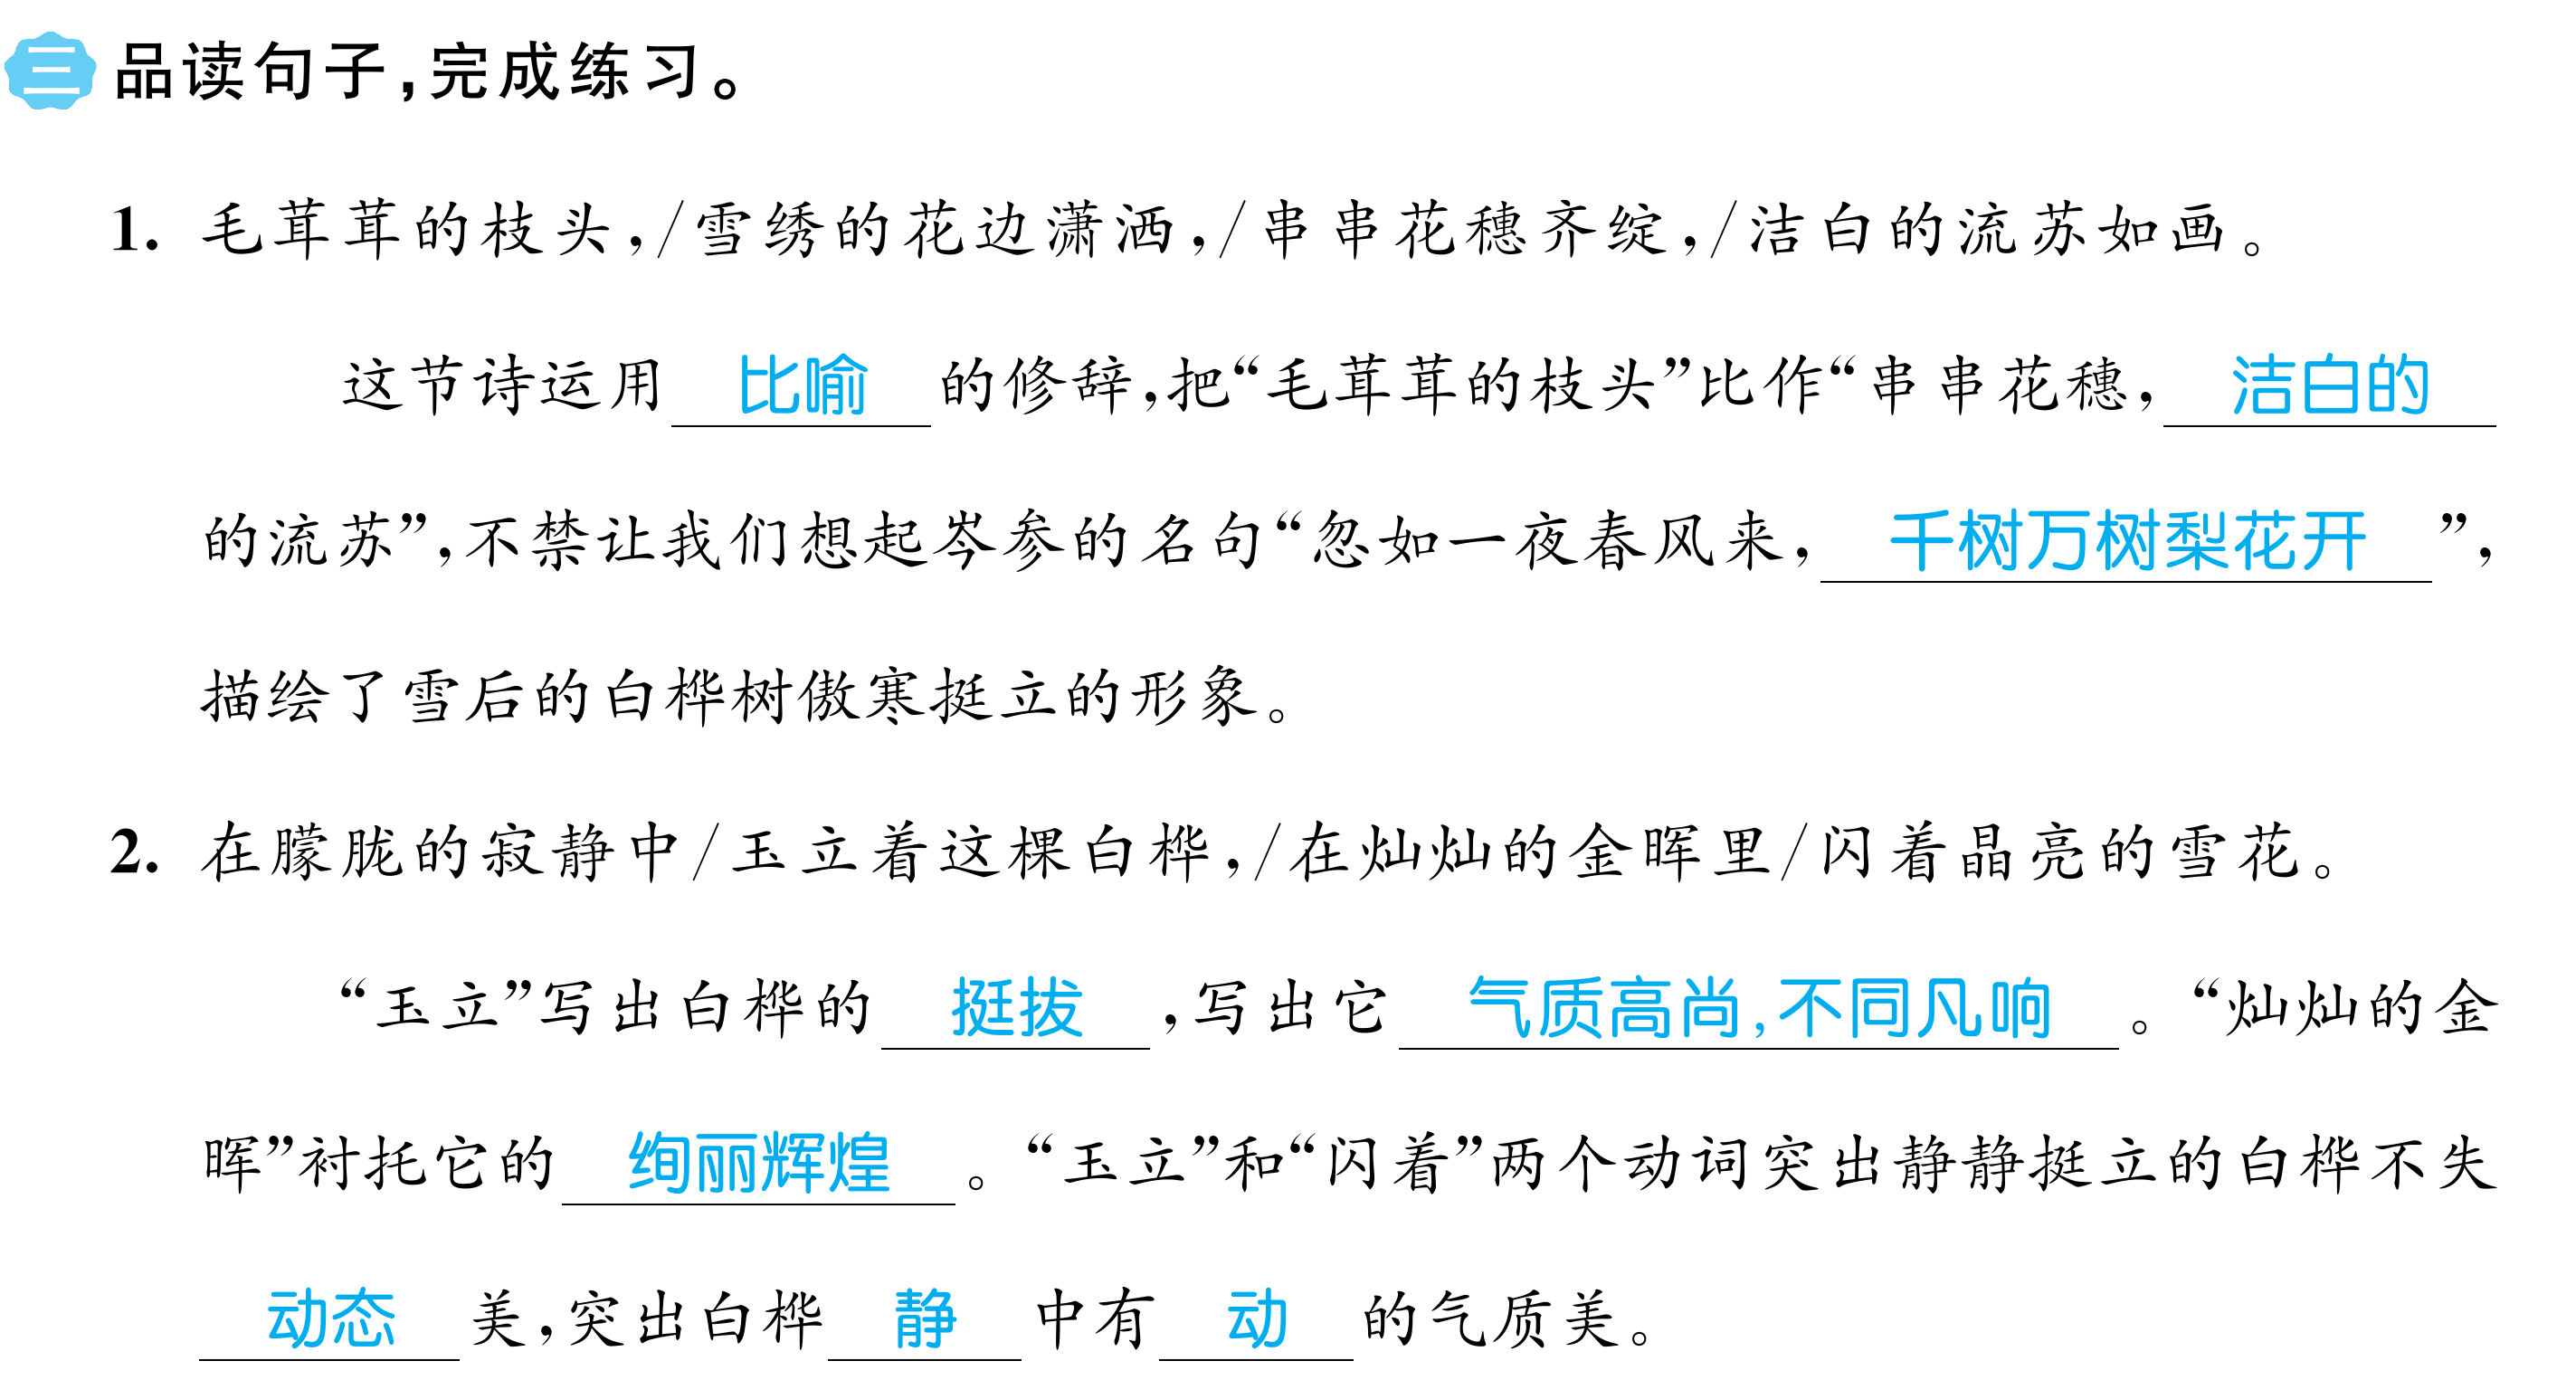 三 品读句子,完成练习。
1. 毛茸茸的枝头,/雪绣的花边潇洒,/串串花穗齐绽,/洁白的流苏如画。
这节诗运用 比喻 的修辞,把“毛茸茸的枝头”比作“串串花穗, 洁白的
的流苏”,不禁让我们想起岑参的名句“忽如一夜春风来, 千树万树梨花开 ”,
描绘了雪后的白桦树傲寒挺立的形象。
2. 在朦胧的寂静中/玉立着这棵白桦,/在灿灿的金晖里/闪着晶亮的雪花。
“玉立”写出白桦的 挺拔 ,写出它 气质高尚,不同凡响 。“灿灿的金
晖”衬托它的 绚丽辉煌 。“玉立”和“闪着”两个动词突出静静挺立的白桦不失
动态 美,突出白桦 静 中有 动 的气质美。